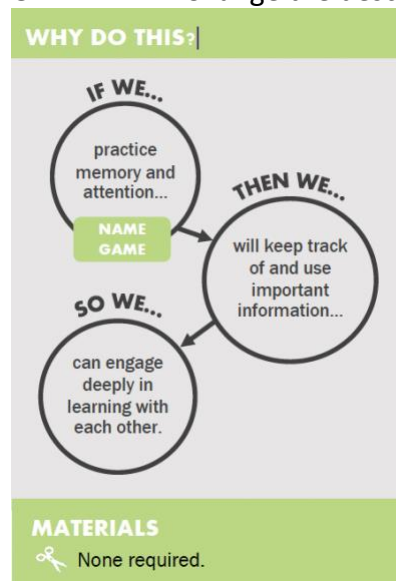 WHY DO THIS?
IF WE...
practice
memory and
attention...
NAME
GAME
THEN WE...
will keep track
of and use
important
information...
SO WE...
can engage
deeply in
learning with
each other.
MATERIALS
None required.